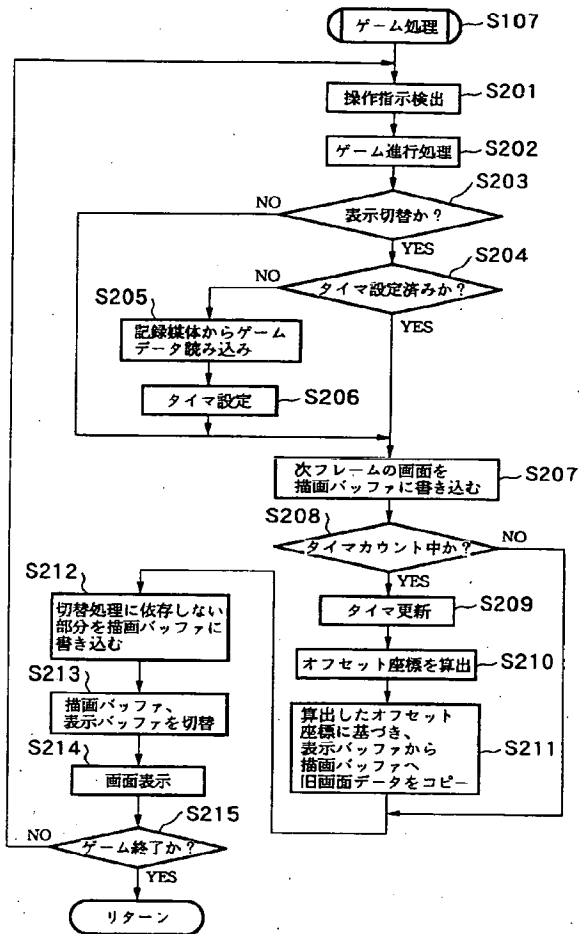 ゲーム処理
S107
操作指示検出
S201
ゲーム進行処理
S202
表示切替か?
S203
NO
YES
タイマ設定済みか?
S204
NO
YES
S205
記録媒体からゲーム
データ読み込み
タイマ設定
S206
次フレームの画面を
描画バッファに書き込む
S207
S208
タイマカウント中か?
NO
YES
タイマ更新
S209
オフセット座標を算出
S210
算出したオフセット
座標に基づき、
表示バッファから
描画バッファへ
旧画面データをコピー
S211
S212
切替処理に依存しない
部分を描画バッファに
書き込む
S213
描画バッファ、
表示バッファを切替
S214
画面表示
S215
ゲーム終了か?
NO
YES
リターン